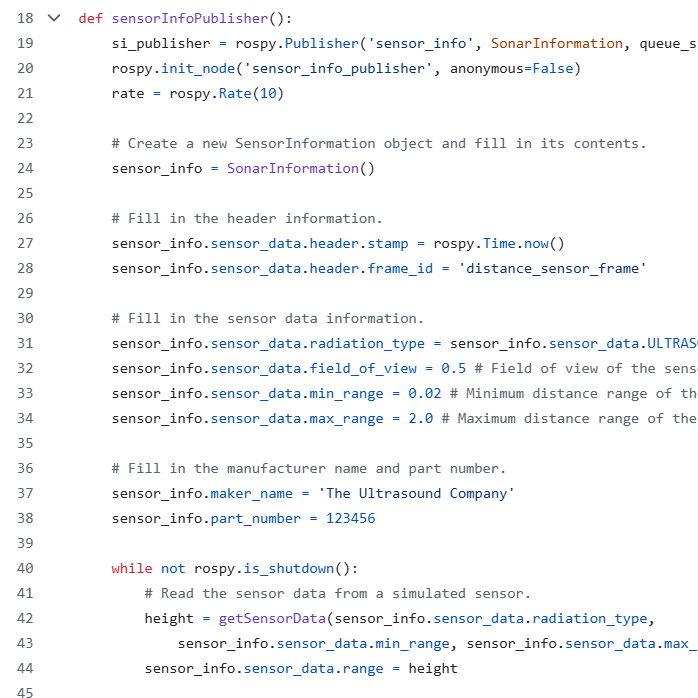 18 def sensorInfoPublisher():
19 si_publisher = rospy.Publisher('sensor_info', SonarInformation, queue_s
20 rospy.init_node('sensor_info_publisher', anonymous=False)
21 rate = rospy.Rate(10)
22
23 # Create a new SensorInformation object and fill in its contents.
24 sensor_info = SonarInformation()
25
26 # Fill in the header information.
27 sensor_info.sensor_data.header.stamp = rospy.Time.now()
28 sensor_info.sensor_data.header.frame_id = 'distance_sensor_frame'
29
30 # Fill in the sensor data information.
31 sensor_info.sensor_data.radiation_type = sensor_info.sensor_data.ULTRAS
32 sensor_info.sensor_data.field_of_view = 0.5 # Field of view of the sens
33 sensor_info.sensor_data.min_range = 0.02 # Minimum distance range of th
34 sensor_info.sensor_data.max_range = 2.0 # Maximum distance range of the
35
36 # Fill in the manufacturer name and part number.
37 sensor_info.maker_name = 'The Ultrasound Company'
38 sensor_info.part_number = 123456
39
40 while not rospy.is_shutdown():
41 # Read the sensor data from a simulated sensor.
42 height = getSensorData(sensor_info.sensor_data.radiation_type,
43 sensor_info.sensor_data.min_range, sensor_info.sensor_data.max_
44 sensor_info.sensor_data.range = height
45